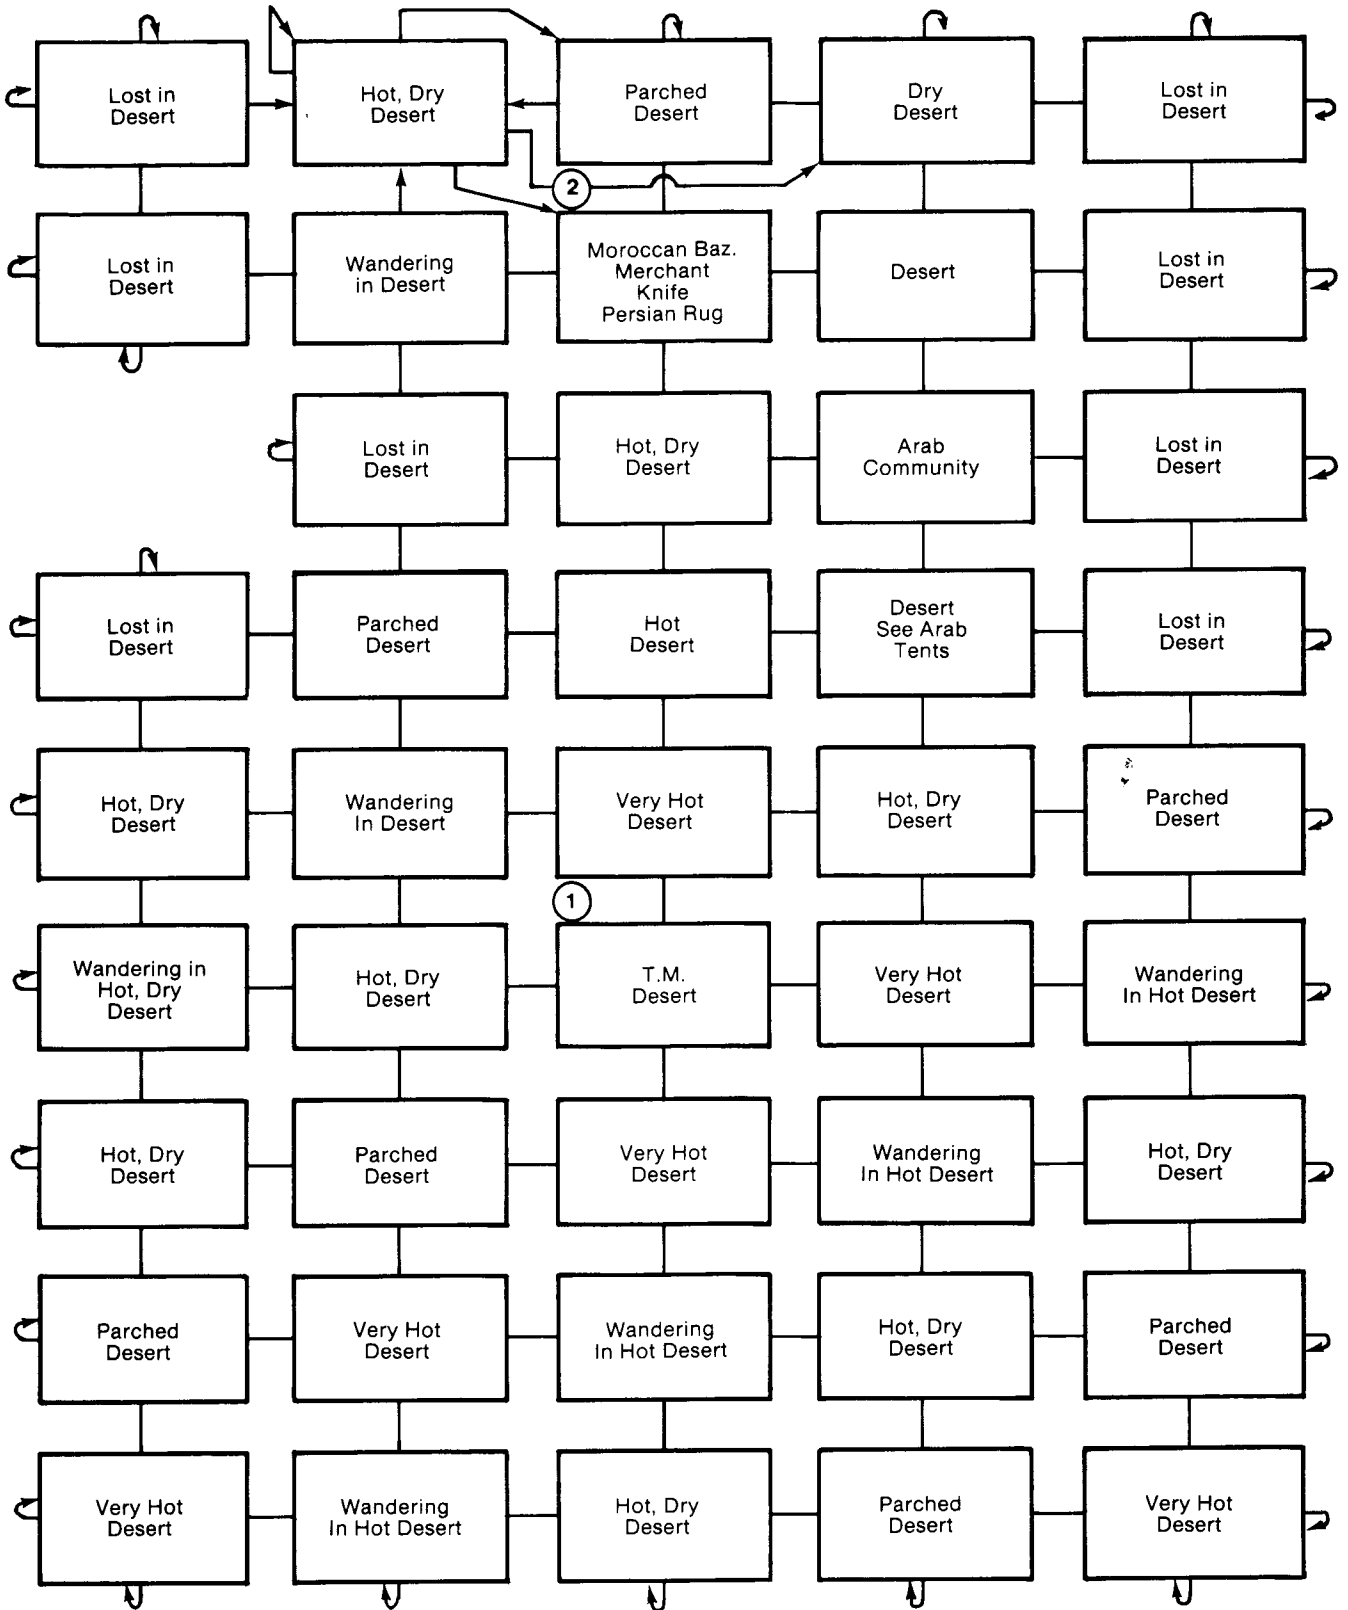 Lost in
Desert
Hot, Dry
Desert
Parched
Desert
Dry
Desert
Lost in
Desert
2
Lost in
Desert
Wandering
in Desert
Moroccan Baz.
Merchant
Knife
Persian Rug
Desert
Lost in
Desert
Lost in
Desert
Hot, Dry
Desert
Arab
Community
Lost in
Desert
Lost in
Desert
Parched
Desert
Hot
Desert
Desert
See Arab
Tents
Lost in
Desert
Hot, Dry
Desert
Wandering
In Desert
Very Hot
Desert
Hot, Dry
Desert
Parched
Desert
1
Wandering in
Hot, Dry
Desert
Hot, Dry
Desert
T.M.
Desert
Very Hot
Desert
Wandering
In Hot Desert
Hot, Dry
Desert
Parched
Desert
Very Hot
Desert
Wandering
In Hot Desert
Hot, Dry
Desert
Parched
Desert
Very Hot
Desert
Wandering
In Hot Desert
Hot, Dry
Desert
Parched
Desert
Very Hot
Desert
Wandering
In Hot Desert
Hot, Dry
Desert
Parched
Desert
Very Hot
Desert